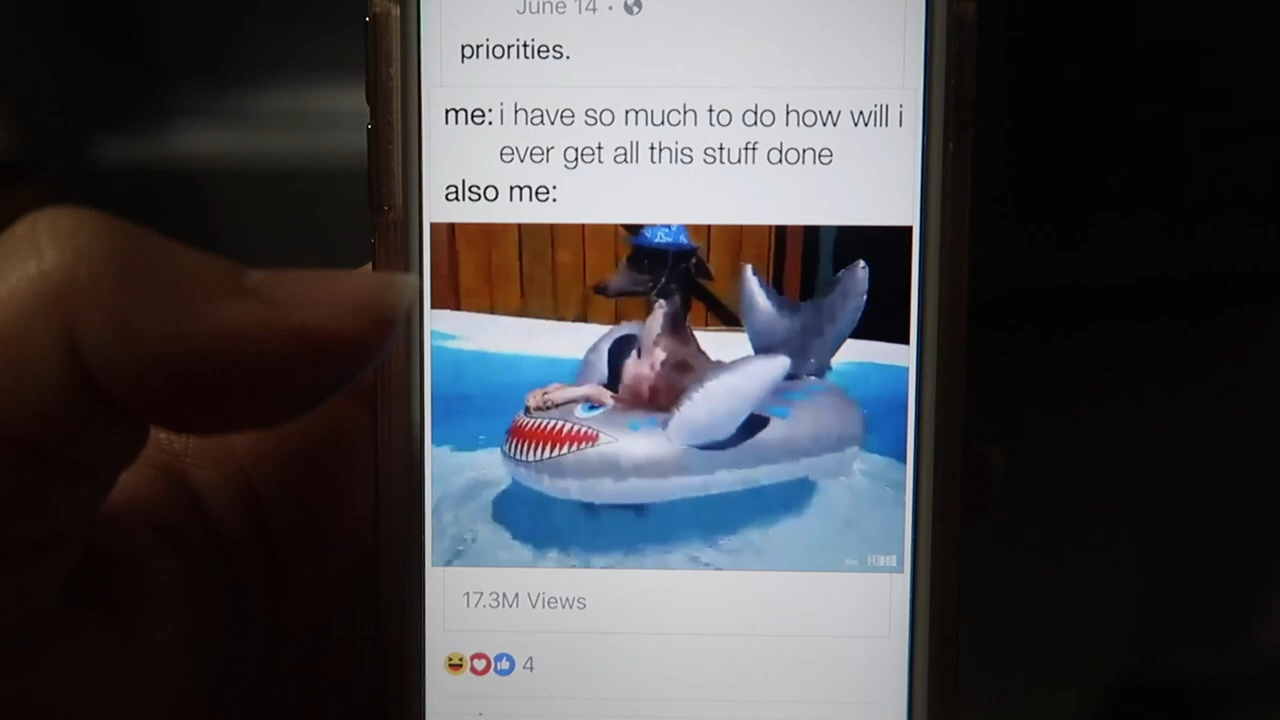 June 14 ·
priorities.
me: i have so much to do how will i
ever get all this stuff done
also me:
17.3M Views
4